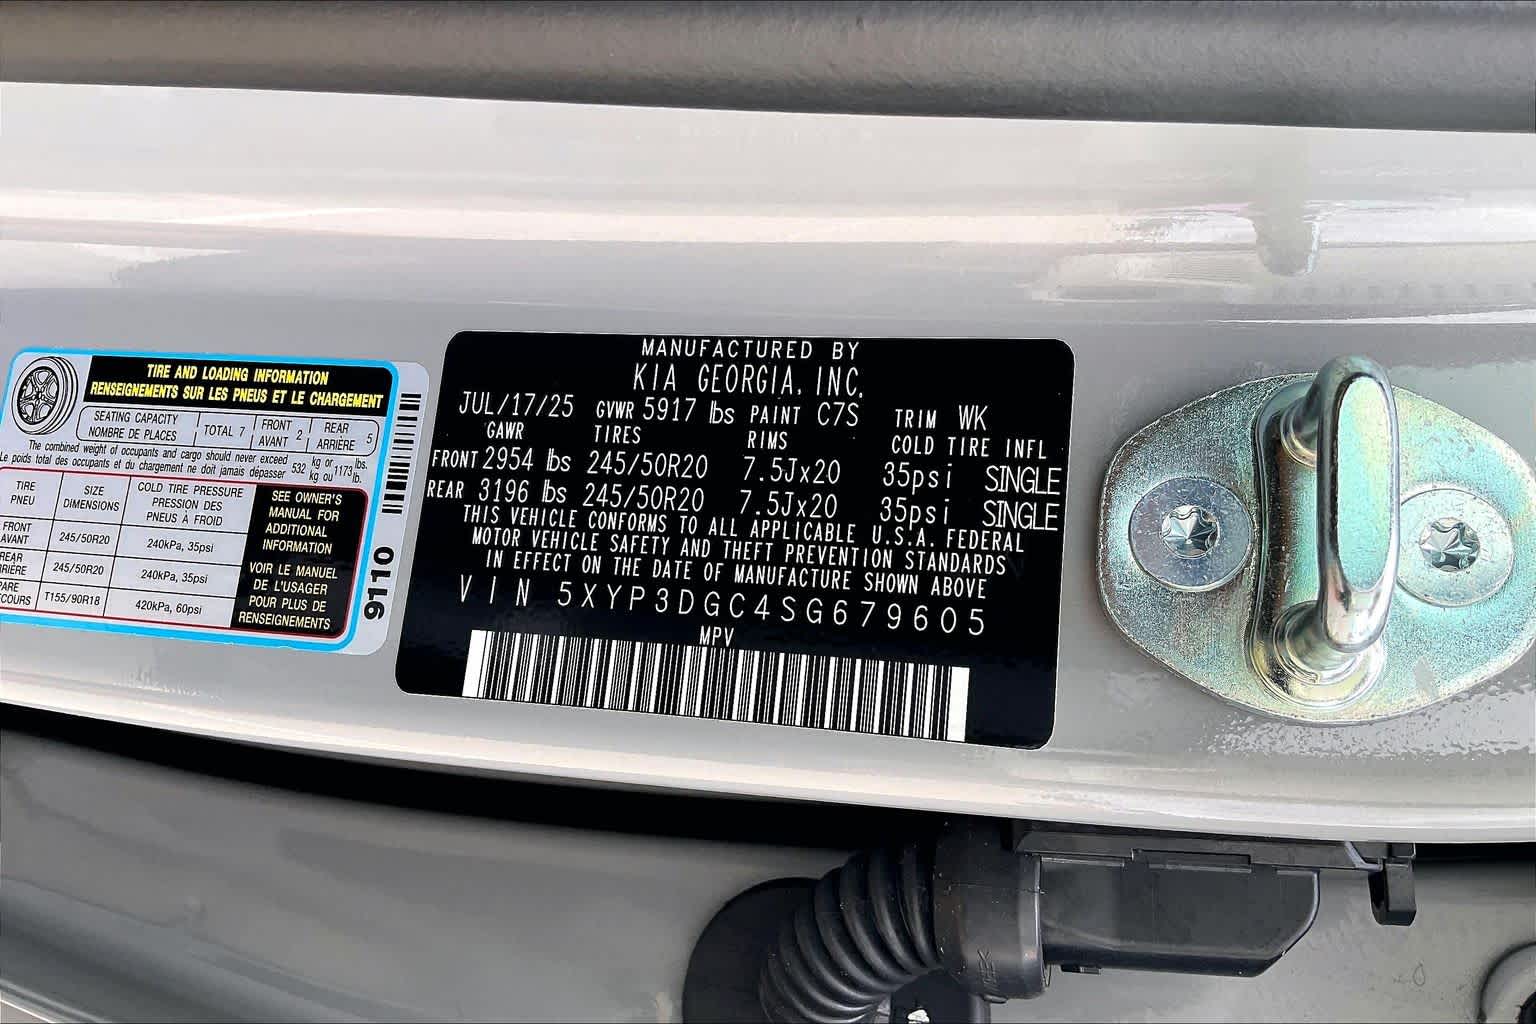 TIRE AND LOADING INFORMATION
RENSEIGNEMENTS SUR LES PNEUS ET LE CHARGEMENT
SEATING CAPACITY
NOMBRE DE PLACES
TOTAL 7
FRONT
AVANT 2
REAR
ARRIÈRE 5
The combined weight of occupants and cargo should never exceed 532 kg or 1173 lbs.
Le poids total des occupants et du chargement ne doit jamais dépasser 532 kg ou 1173 lb.
TIRE
PNEU
SIZE
DIMENSIONS
COLD TIRE PRESSURE
PRESSION DES
PNEUS À FROID
FRONT
AVANT
245/50R20
240kPa, 35psi
REAR
245/50R20
240kPa, 35psi
T155/90R18
420kPa, 60psi
SEE OWNER'S
MANUAL FOR
ADDITIONAL
INFORMATION
VOIR LE MANUEL
DE L'USAGER
POUR PLUS DE
RENSEIGNEMENTS
9110
MANUFACTURED BY
KIA GEORGIA, INC.
JUL/17/25 GVWR 5917 lbs PAINT C7S TRIM WK
GAWR TIRES RIMS COLD TIRE INFL
FRONT 2954 lbs 245/50R20 7.5Jx20 35psi SINGLE
REAR 3196 lbs 245/50R20 7.5Jx20 35psi SINGLE
THIS VEHICLE CONFORMS TO ALL APPLICABLE U.S.A. FEDERAL
MOTOR VEHICLE SAFETY AND THEFT PREVENTION STANDARDS
IN EFFECT ON THE DATE OF MANUFACTURE SHOWN ABOVE
VIN 5XYP3DGC4SG679605
MPV